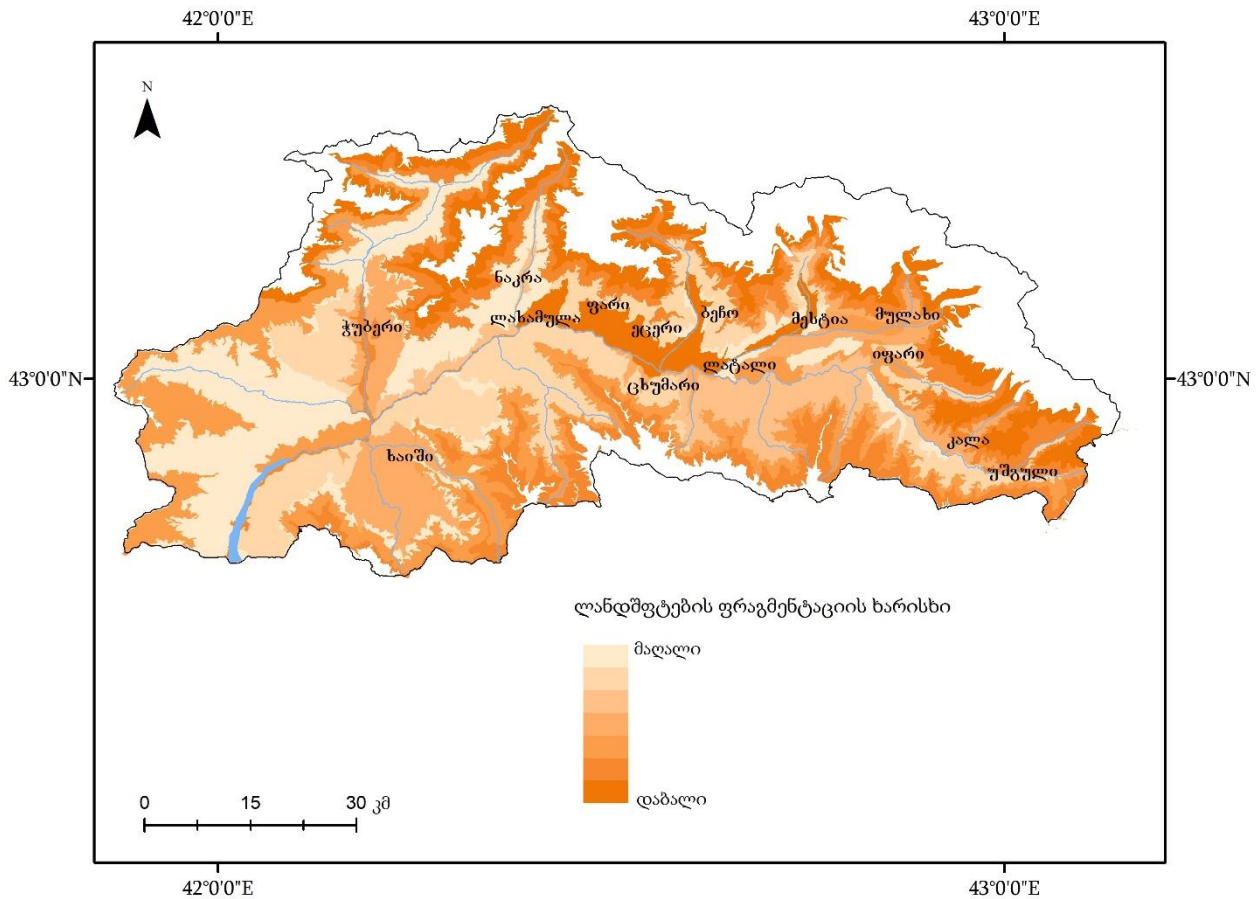 42°0'0"E 43°0'0"E
N
ნაკრა
ფარი
ლახამულა
ჭუბერი
ეცერი
ბეჩო
მესტია
მულახი
იფარი
ლატალი
43°0'0"N 43°0'0"N
ცხუმარი
კალა
ხაიში
უშგული
ლანდშფტების ფრაგმენტაციის ხარისხი
მაღალი
დაბალი
0 15 30 კმ
42°0'0"E 43°0'0"E